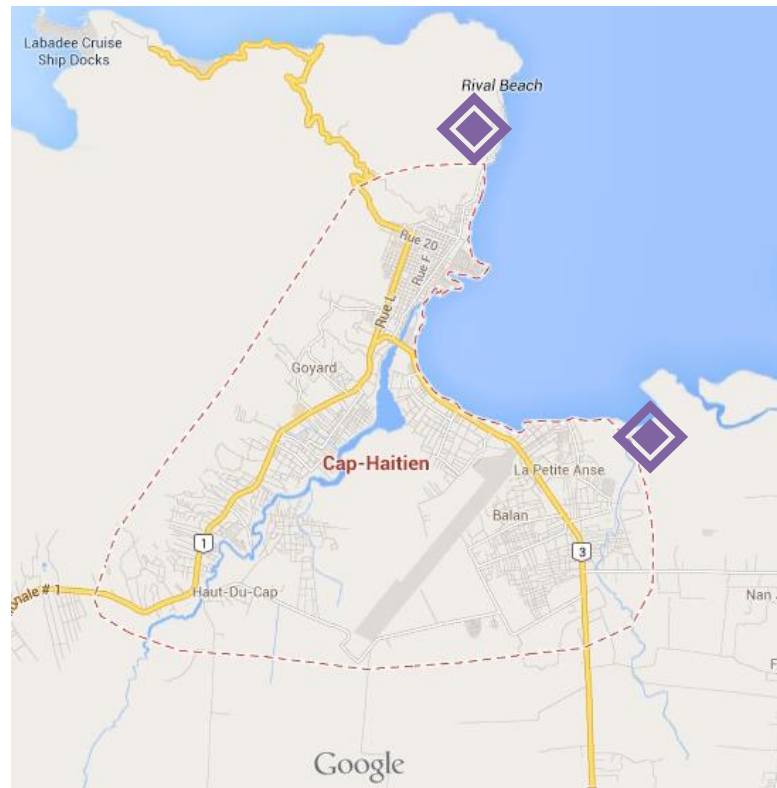 Labadee Cruise
Ship Docks
Rival Beach
Rue 20
Rue F
Rue L
Goyard
Cap-Haitien
La Petite Anse
Balan
1
3
onale # 1
Haut-Du-Cap
Nan
Google